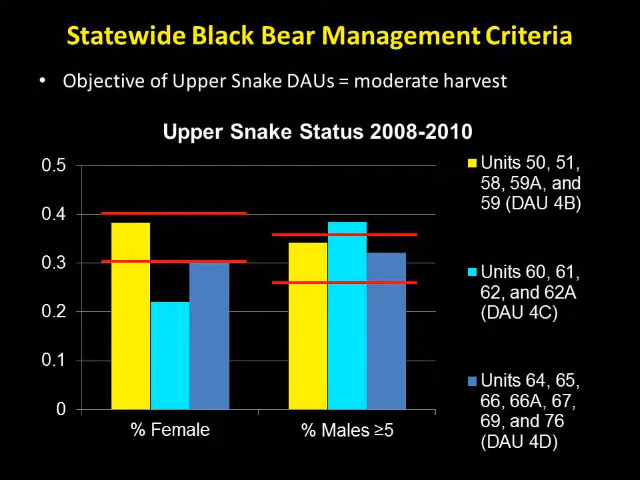 Statewide Black Bear Management Criteria
• Objective of Upper Snake DAUs = moderate harvest
Upper Snake Status 2008-2010
0.5
0.4
0.3
0.2
0.1
0
% Female
% Males ≥5
Units 50, 51,
58, 59A, and
59 (DAU 4B)
Units 60, 61,
62, and 62A
(DAU 4C)
Units 64, 65,
66, 66A, 67,
69, and 76
(DAU 4D)